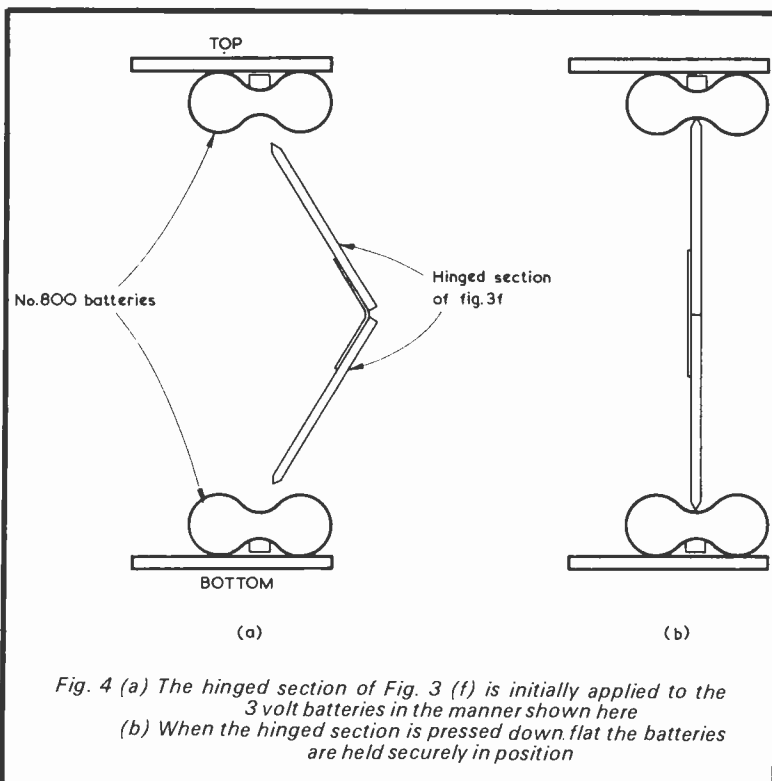 TOP
No.800 batteries
Hinged section
of fig.3f
BOTTOM
(a)
(b)
Fig. 4 (a) The hinged section of Fig. 3 (f) is initially applied to the
3 volt batteries in the manner shown here
(b) When the hinged section is pressed down flat the batteries
are held securely in position